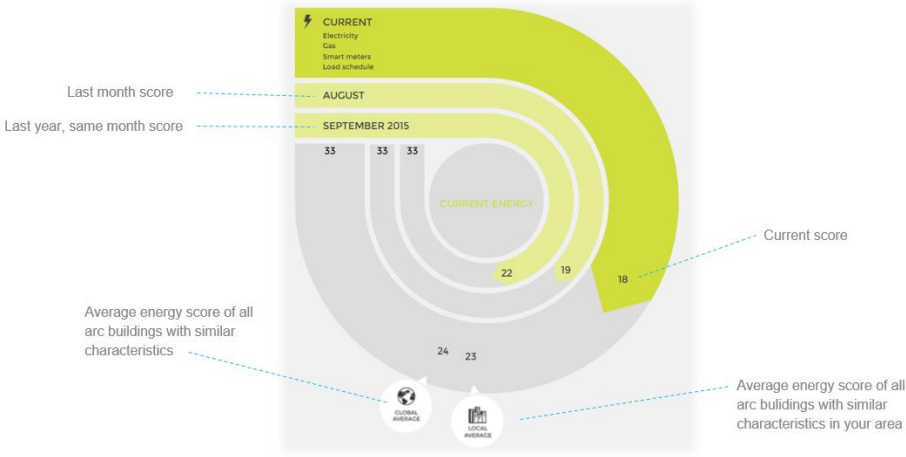 CURRENT
Electricity
Gas
Smart meters
Load schedule
Last month score
AUGUST
Last year, same month score
SEPTEMBER 2015
33 33 33
CURRENT ENERGY
Current score
22 19 18
Average energy score of all
arc buildings with similar
characteristics
24 23
GLOBAL
AVERAGE
LOCAL
AVERAGE
Average energy score of all
arc bulidings with similar
characteristics in your area